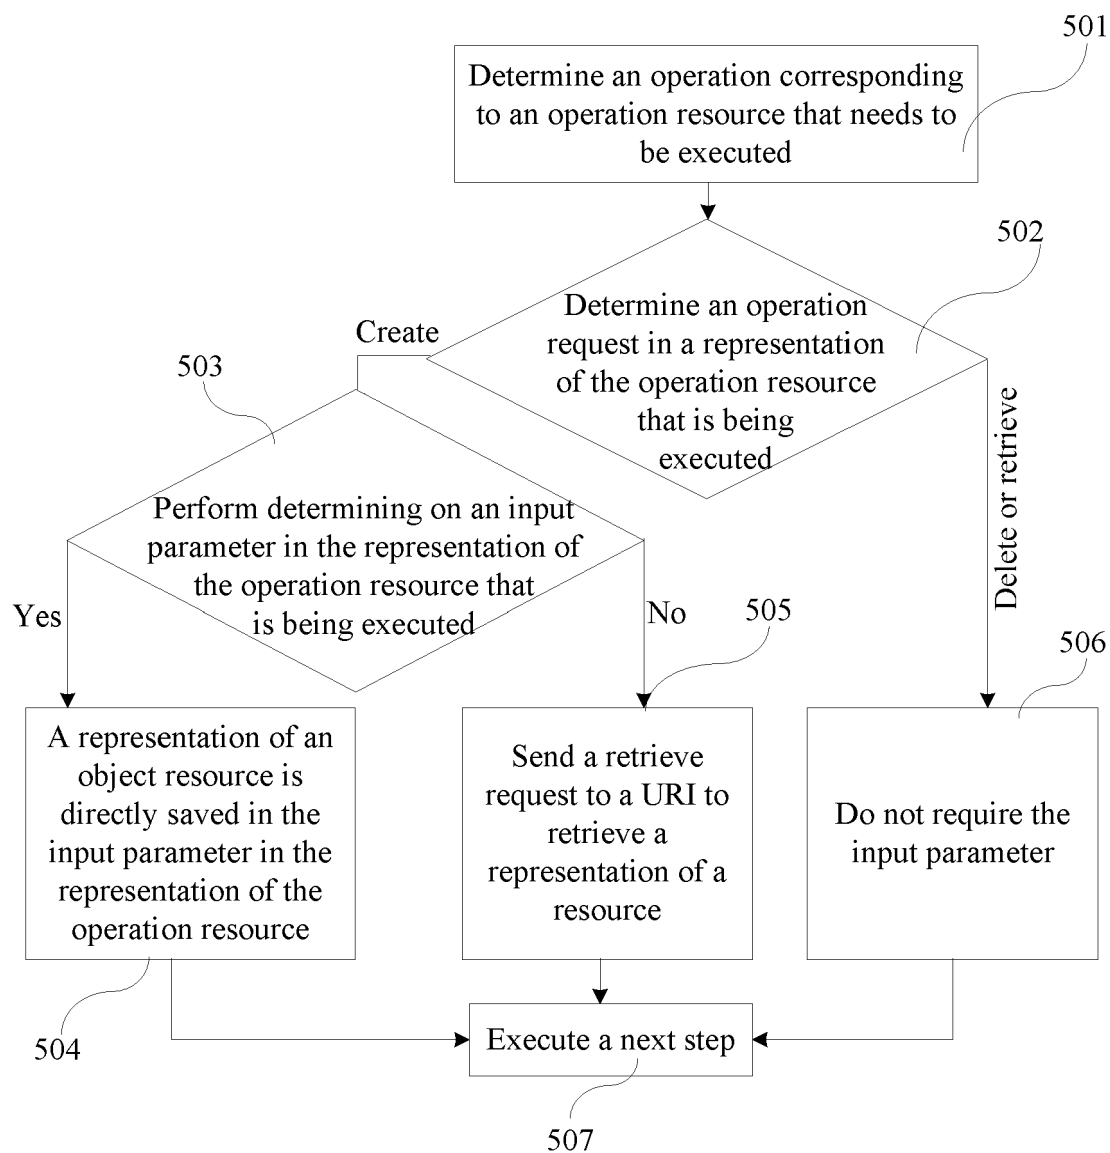 501
Determine an operation corresponding
to an operation resource that needs to
be executed
502
Determine an operation
request in a representation
of the operation resource
that is being
executed
Create
503
Delete or retrieve
Perform determining on an input
parameter in the representation of
the operation resource that
is being executed
Yes
No
505
506
A representation of an
object resource is
directly saved in the
input parameter in the
representation of the
operation resource
Send a retrieve
request to a URI to
retrieve a
representation of a
resource
Do not require the
input parameter
504
Execute a next step
507